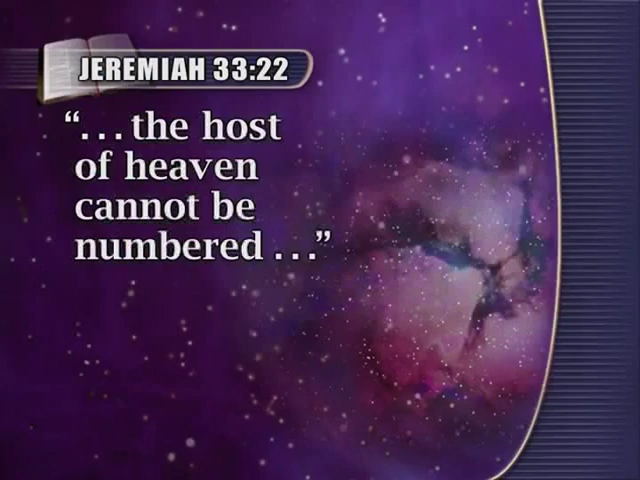 JEREMIAH 33:22
“. . . the host
of heaven
cannot be
numbered . . .”